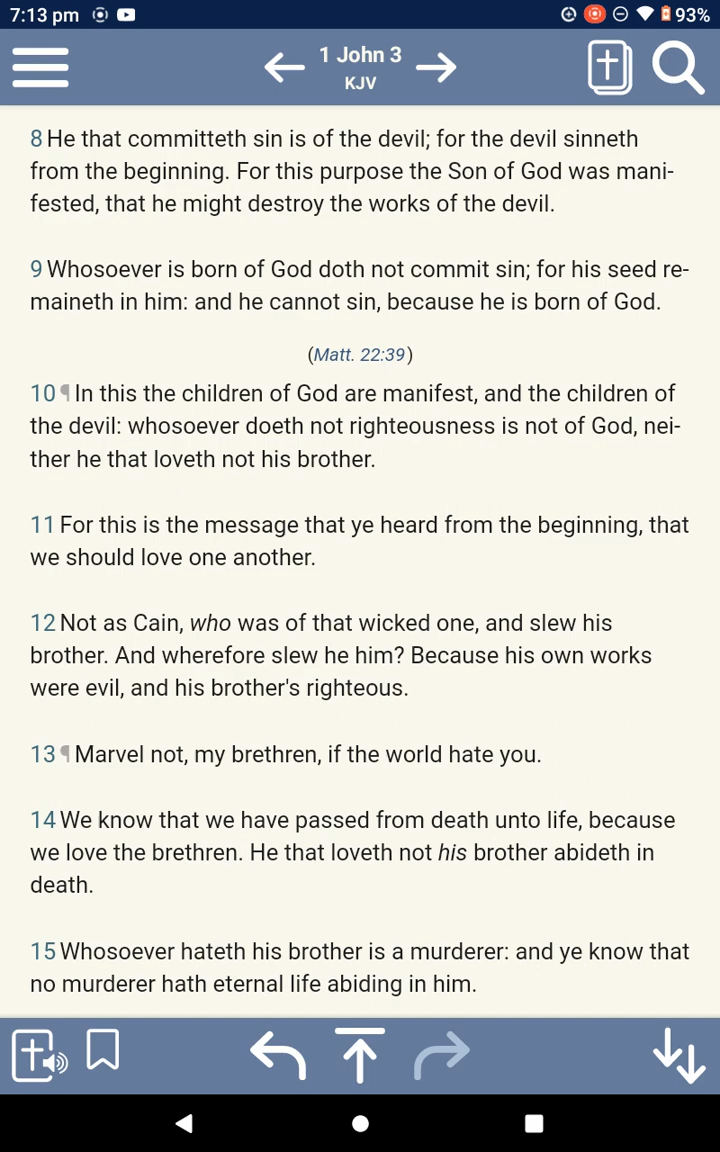 7:13 pm
93%
1 John 3
KJV
8 He that committeth sin is of the devil; for the devil sinneth
from the beginning. For this purpose the Son of God was mani-
fested, that he might destroy the works of the devil.
9 Whosoever is born of God doth not commit sin; for his seed re-
maineth in him: and he cannot sin, because he is born of God.
(Matt. 22:39)
10 ¶ In this the children of God are manifest, and the children of
the devil: whosoever doeth not righteousness is not of God, nei-
ther he that loveth not his brother.
11 For this is the message that ye heard from the beginning, that
we should love one another.
12 Not as Cain, who was of that wicked one, and slew his
brother. And wherefore slew he him? Because his own works
were evil, and his brother's righteous.
13 ¶ Marvel not, my brethren, if the world hate you.
14 We know that we have passed from death unto life, because
we love the brethren. He that loveth not his brother abideth in
death.
15 Whosoever hateth his brother is a murderer: and ye know that
no murderer hath eternal life abiding in him.